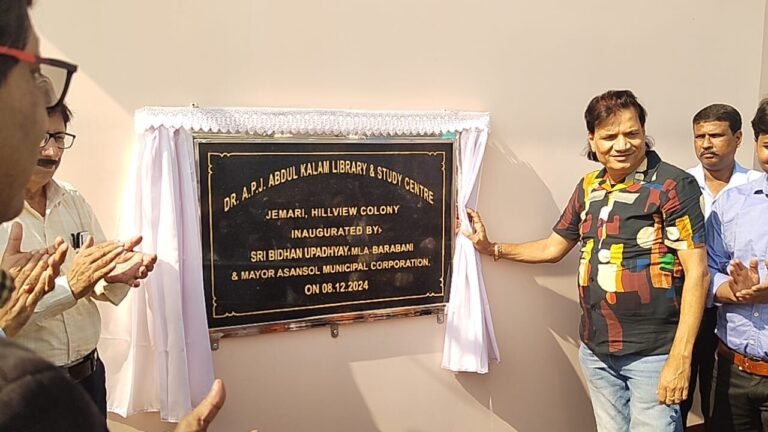 DR. A.P.J. ABDUL KALAM LIBRARY & STUDY CENTRE
JEMARI, HILLVIEW COLONY
INAUGURATED BY:-
SRI BIDHAN UPADHYAY, MLA-BARABANI
& MAYOR ASANSOL MUNICIPAL CORPORATION.
ON 08.12.2024